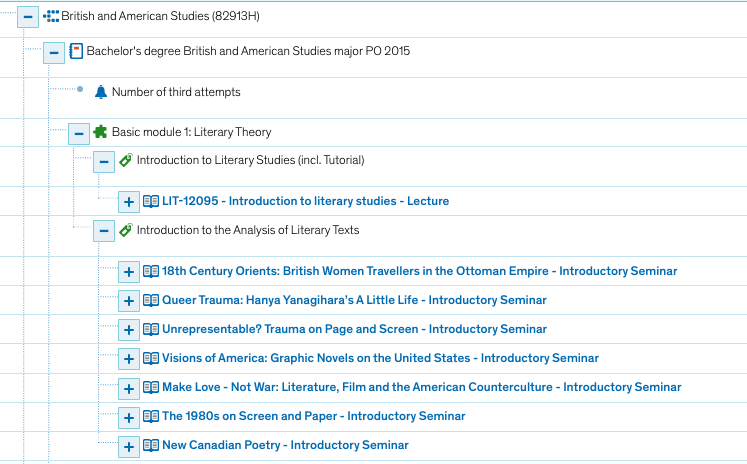 British and American Studies (82913H)
Bachelor's degree British and American Studies major PO 2015
Number of third attempts
Basic module 1: Literary Theory
Introduction to Literary Studies (incl. Tutorial)
LIT-12095 - Introduction to literary studies - Lecture
Introduction to the Analysis of Literary Texts
18th Century Orients: British Women Travellers in the Ottoman Empire - Introductory Seminar
Queer Trauma: Hanya Yanagihara's A Little Life - Introductory Seminar
Unrepresentable? Trauma on Page and Screen - Introductory Seminar
Visions of America: Graphic Novels on the United States - Introductory Seminar
Make Love - Not War: Literature, Film and the American Counterculture - Introductory Seminar
The 1980s on Screen and Paper - Introductory Seminar
New Canadian Poetry - Introductory Seminar